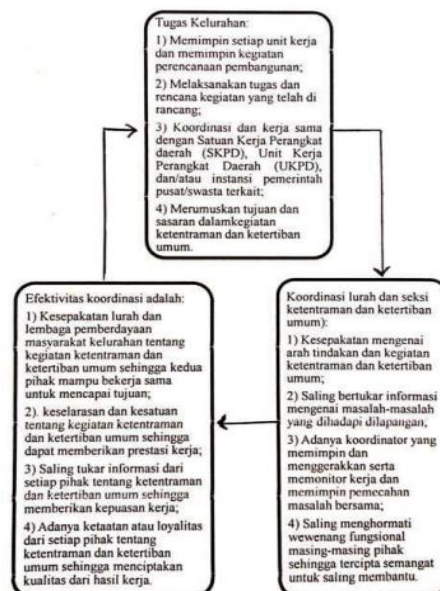 Tugas Kelurahan:
1) Memimpin setiap unit kerja
dan memimpin kegiatan
perencanaan pembangunan;
2) Melaksanakan tugas dan
rencana kegiatan yang telah di
rancang;
3) Koordinasi dan kerja sama
dengan Satuan Kerja Perangkat
daerah (SKPD), Unit Kerja
Perangkat Daerah (UKPD),
dan/atau instansi pemerintah
pusat/swasta terkait;
4) Merumuskan tujuan dan
sasaran dalamkegiatan
ketentraman dan ketertiban
umum.
Koordinasi lurah dan seksi
ketentraman dan ketertiban
umum):
1) Kesepakatan mengenai
arah tindakan dan kegiatan
ketentraman dan ketertiban
umum;
2) Saling bertukar informasi
mengenai masalah-masalah
yang dihadapi dilapangan;
3) Adanya koordinator yang
memimpin dan
menggerakkan serta
memonitor kerja dan
memimpin pemecahan
masalah bersama;
4) Saling menghormati
wewenang fungsional
masing-masing pihak
sehingga tercipta semangat
untuk saling membantu.
Efektivitas koordinasi adalah:
1) Kesepakatan lurah dan
lembaga pemberdayaan
masyarakat kelurahan tentang
kegiatan ketentraman dan
ketertiban umum sehingga kedua
pihak mampu bekerja sama
untuk mencapai tujuan;
2). keselarasan dan kesatuan
tentang kegiatan ketentraman
dan ketertiban umum sehingga
dapat memberikan prestasi kerja;
3) Saling tukar informasi dari
setiap pihak tentang ketentraman
dan ketertiban umum sehingga
memberikan kepuasan kerja;
4) Adanya ketaatan atau loyalitas
dari setiap pihak tentang
ketentraman dan ketertiban
umum sehingga menciptakan
kualitas dari hasil kerja.